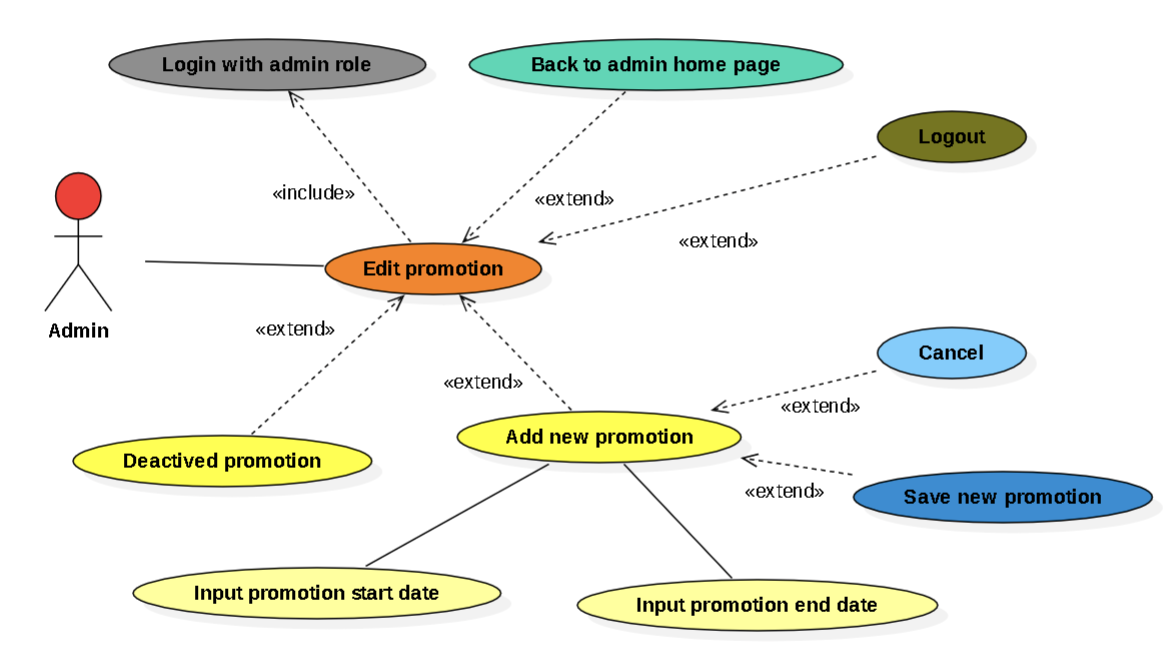 Login with admin role
Back to admin home page
Logout
«include»
«extend»
«extend»
Edit promotion
Admin
«extend»
Cancel
«extend»
«extend»
Add new promotion
Deactived promotion
«extend»
Save new promotion
Input promotion start date
Input promotion end date